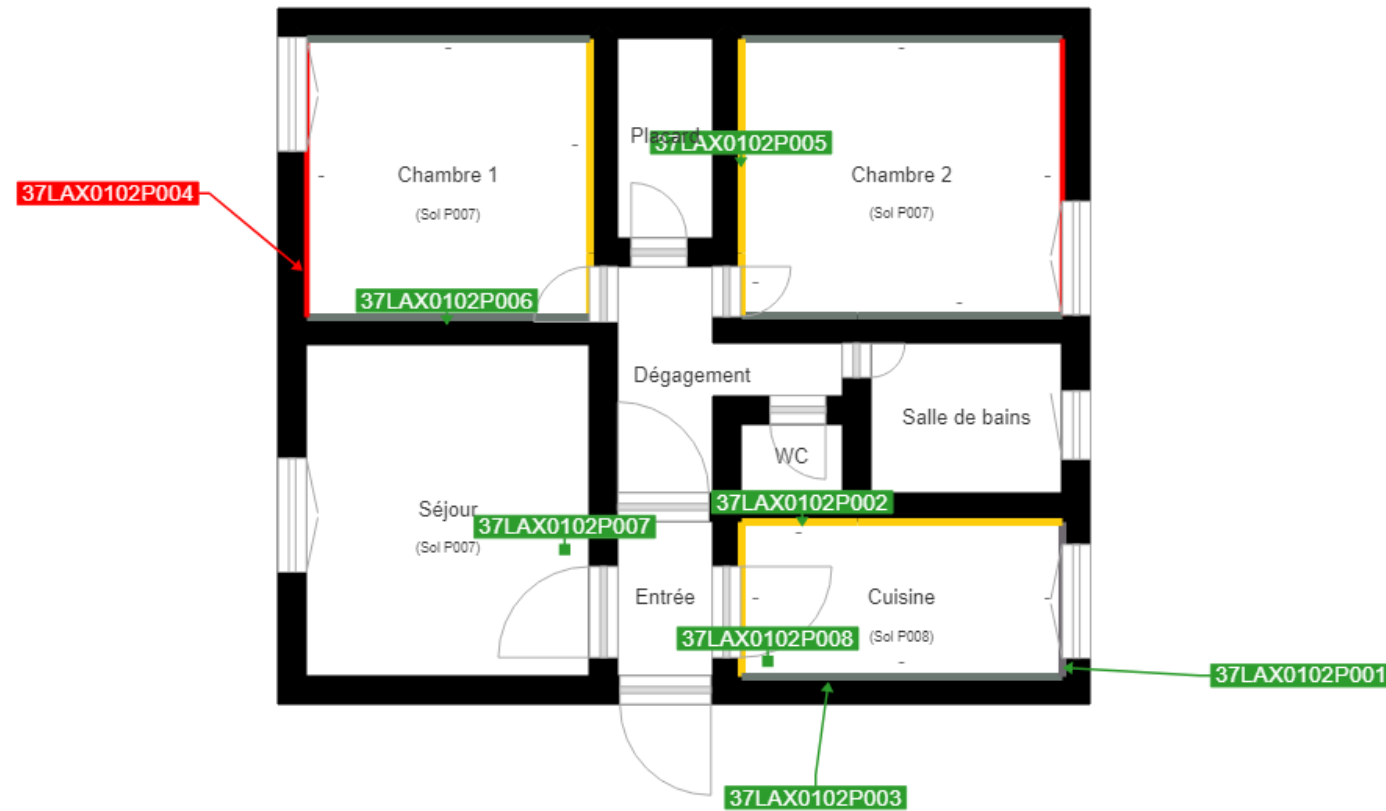 Placard
37LAX0102P005
Chambre 1
Chambre 2
37LAX0102P004
(Sol P007)
(Sol P007)
37LAX0102P006
Dégagement
Salle de bains
WC
37LAX0102P002
Séjour
37LAX0102P007
(Sol P007)
Entrée
Cuisine
(Sol P008)
37LAX0102P008
37LAX0102P001
37LAX0102P003